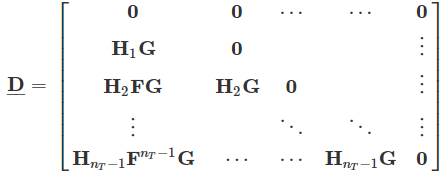 0 0 ⋯ ⋯ 0
H₁G 0 ⋮
D = H₂FG H₂G 0 ⋮
⋮ ⋱ ⋱ ⋮
H_{n_T−1}F^{n_T−1}G ⋯ ⋯ H_{n_T−1}G 0